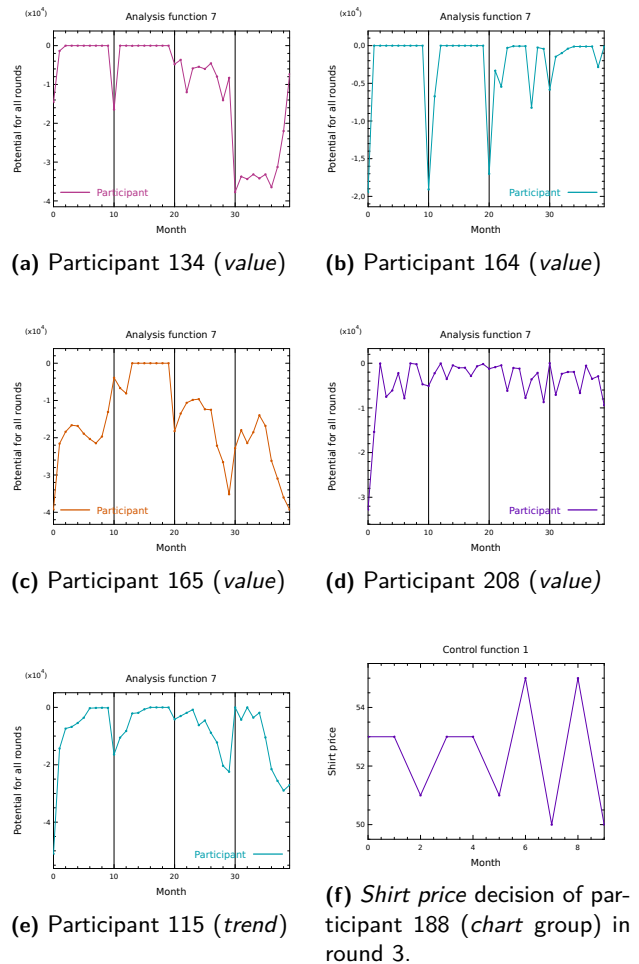 Analysis function 7
(x10⁴)
0
-1
-2
-3
-4
0 10 20 30
Potential for all rounds
Month
Participant
(a) Participant 134 (value)
Analysis function 7
(x10⁴)
0
-0,5
-1,0
-1,5
-2,0
0 10 20 30
Potential for all rounds
Month
Participant
(b) Participant 164 (value)
Analysis function 7
(x10⁴)
0
-1
-2
-3
-4
0 10 20 30
Potential for all rounds
Month
Participant
(c) Participant 165 (value)
Analysis function 7
(x10⁴)
0
-1
-2
-3
0 10 20 30
Potential for all rounds
Month
Participant
(d) Participant 208 (value)
Analysis function 7
(x10⁴)
0
-2
-4
0 10 20 30
Potential for all rounds
Month
Participant
(e) Participant 115 (trend)
Control function 1
54
53
52
51
50
0 2 4 6 8
Shirt price
Month
(f) Shirt price decision of par-
ticipant 188 (chart group) in
round 3.